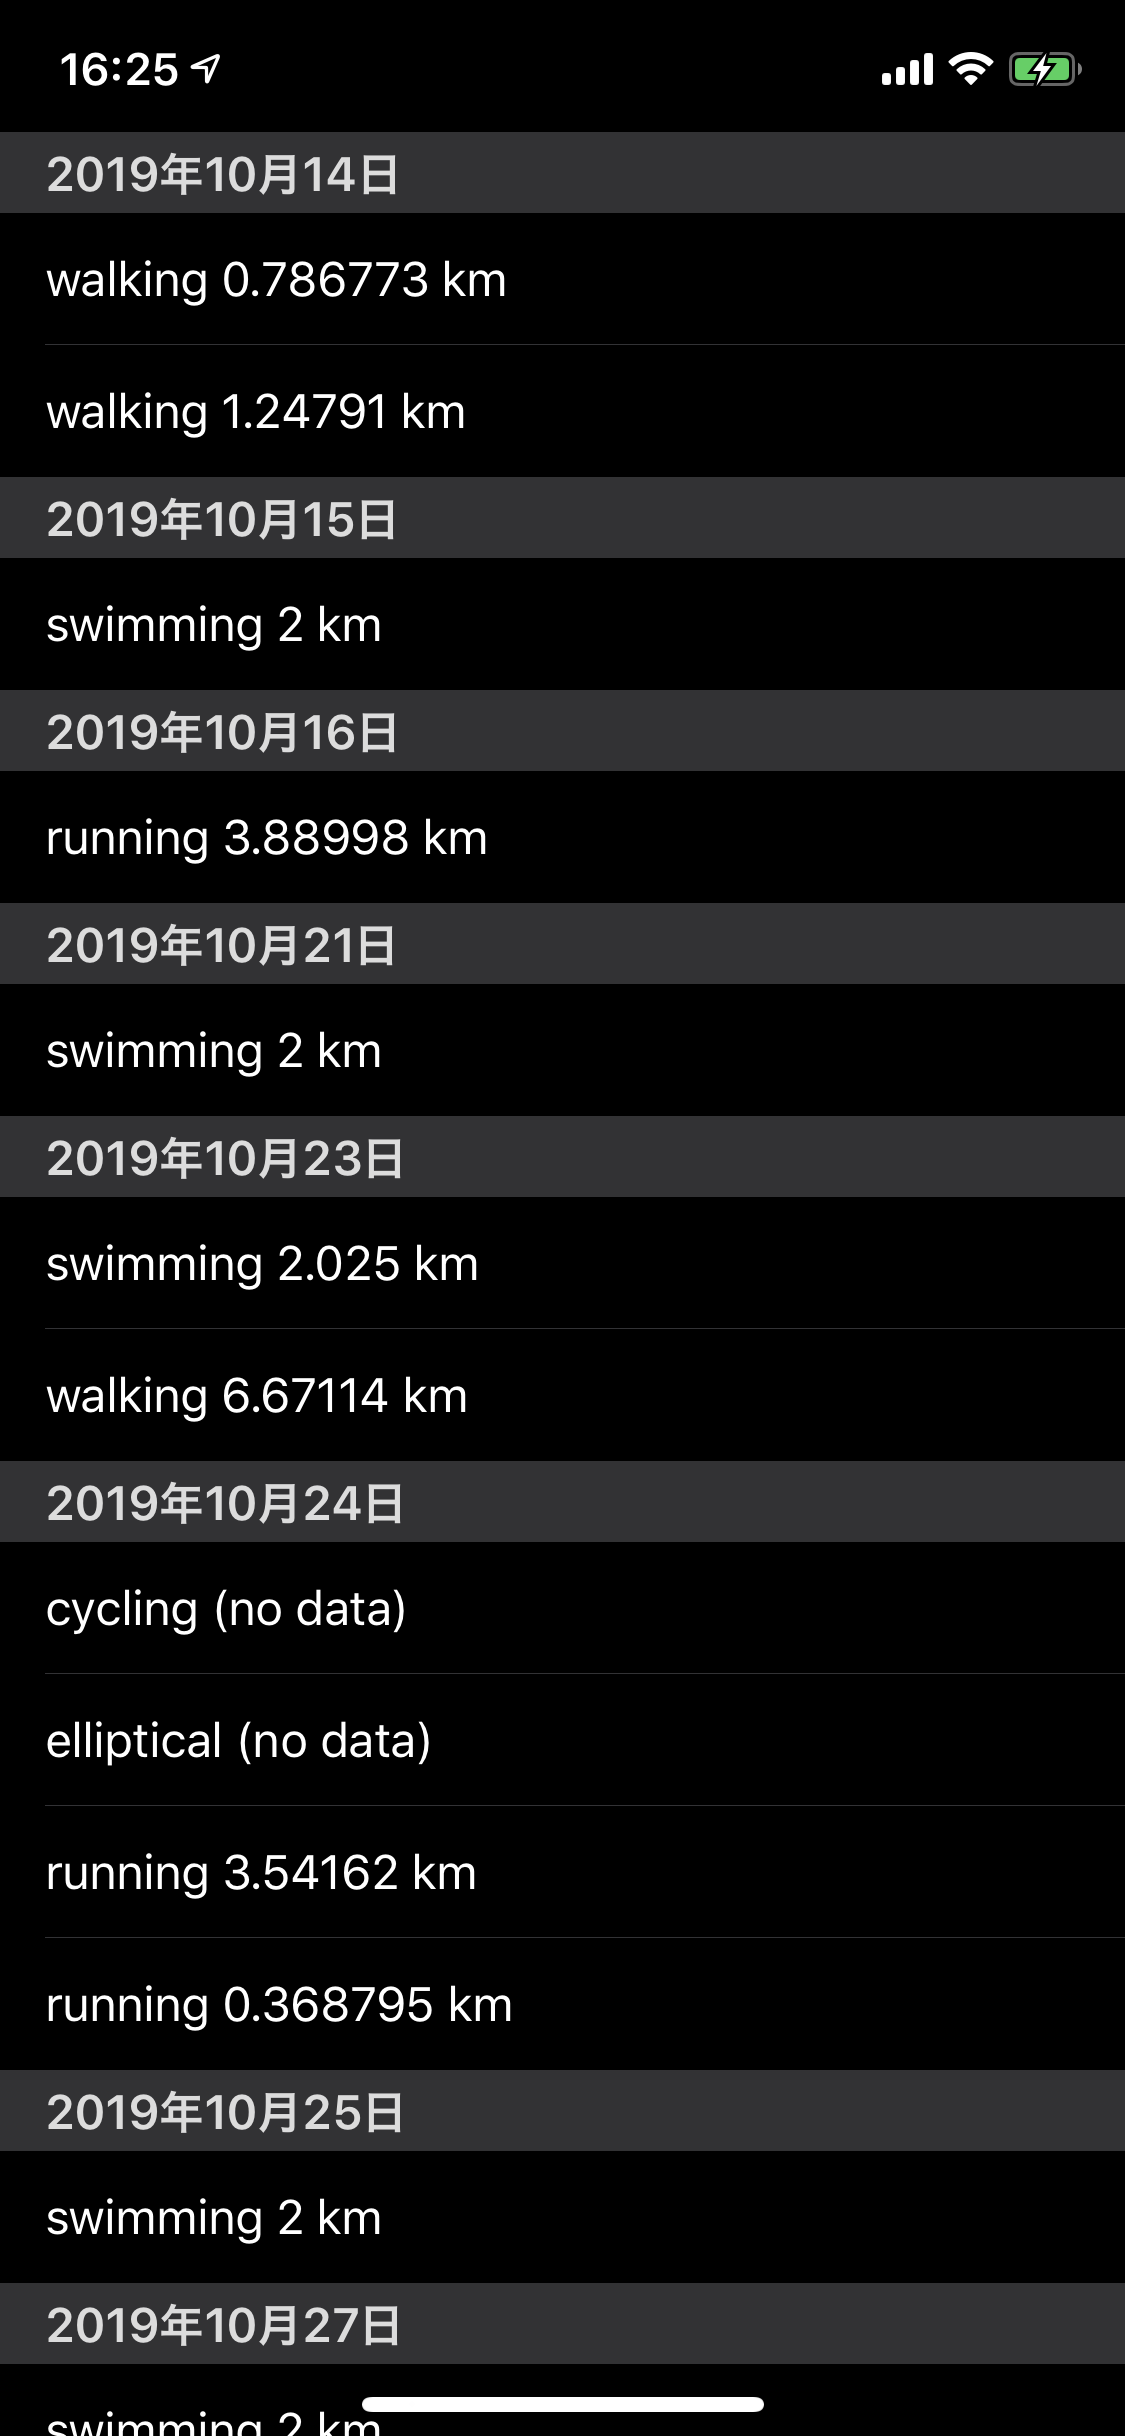 16:25
2019年10月14日
walking 0.786773 km
walking 1.24791 km
2019年10月15日
swimming 2 km
2019年10月16日
running 3.88998 km
2019年10月21日
swimming 2 km
2019年10月23日
swimming 2.025 km
walking 6.67114 km
2019年10月24日
cycling (no data)
elliptical (no data)
running 3.54162 km
running 0.368795 km
2019年10月25日
swimming 2 km
2019年10月27日
swimming 2 km